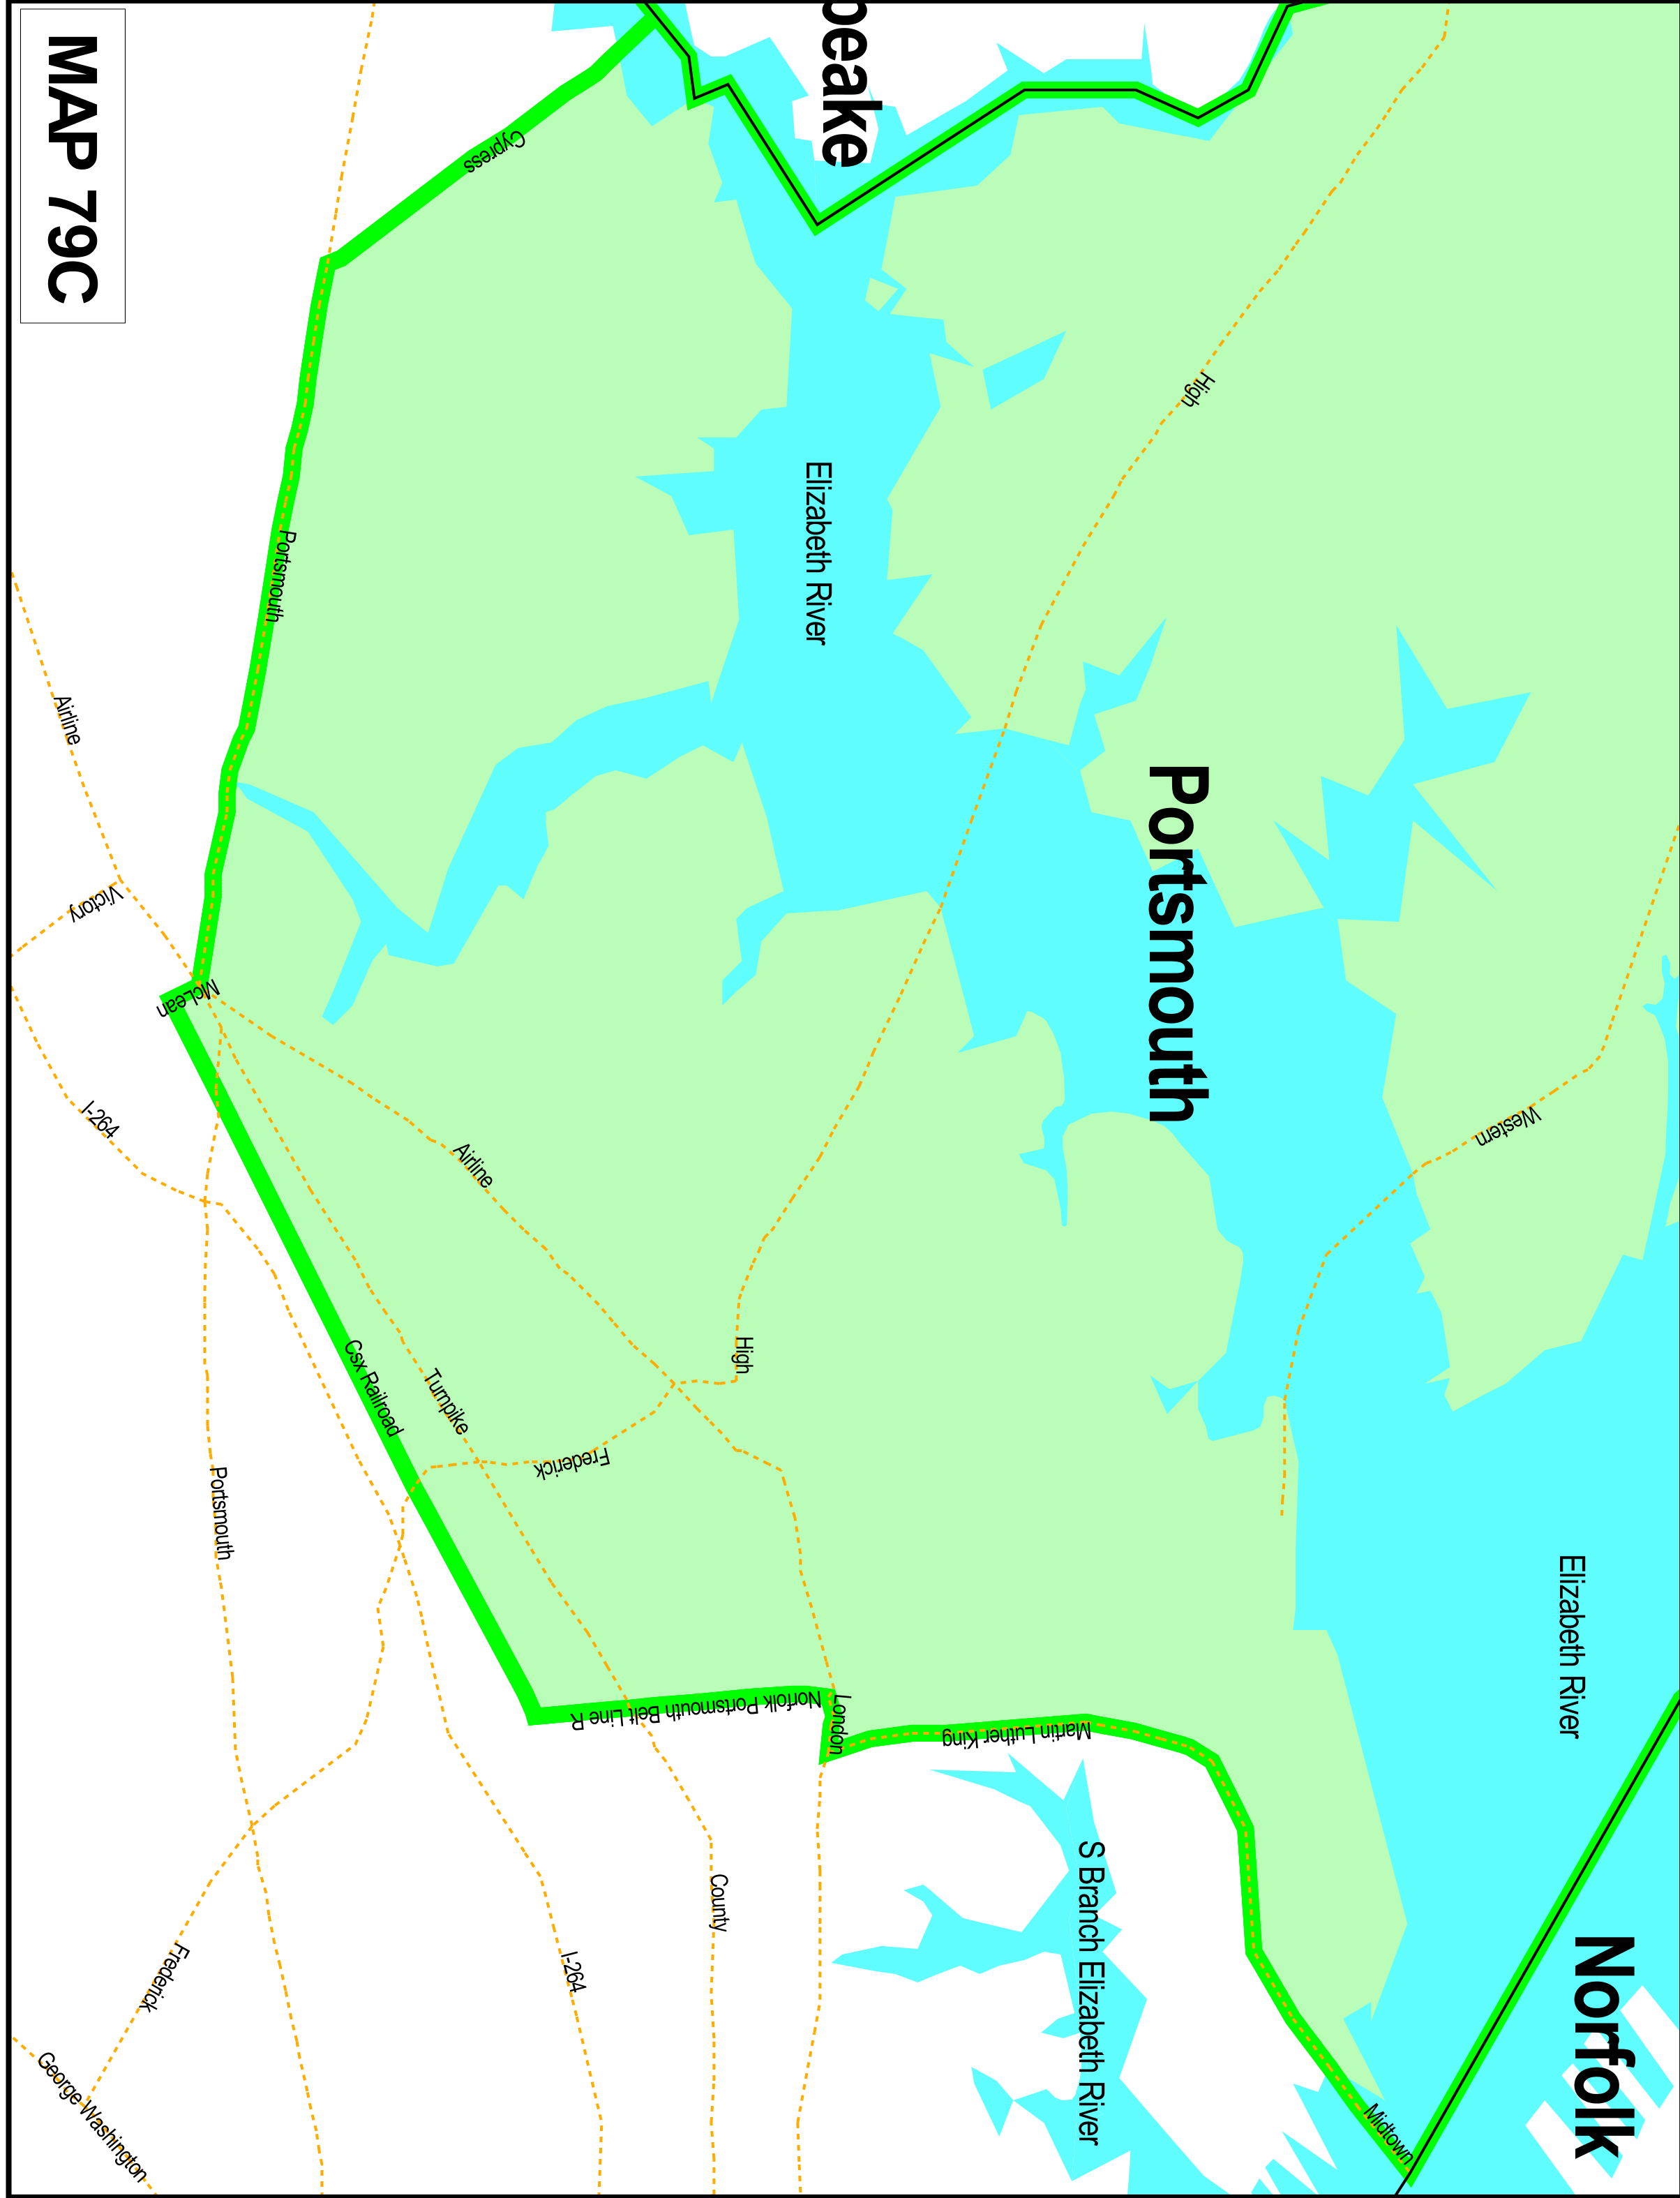 peake
Cypress
High
Elizabeth River
Portsmouth
Portsmouth
Airline
Victory
McLean
I-264
Airline
Western
High
Csx Railroad
Turnpike
Frederick
Portsmouth
Elizabeth River
Norfolk Portsmouth Belt Line R
London
Martin Luther King
S Branch Elizabeth River
County
I-264
Frederick
Norfolk
Midtown
George Washington
MAP 79C